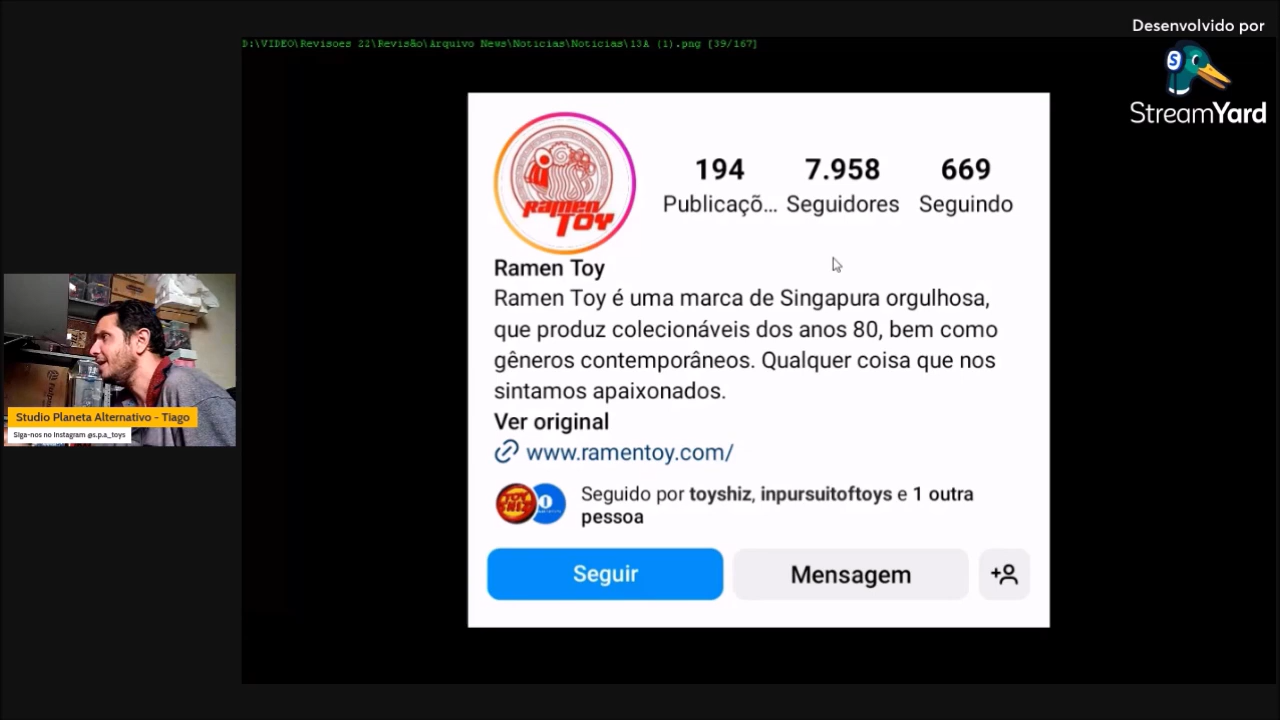 Desenvolvido por
StreamYard
D:\VIDEO\Revisoes 22\Revisão\Arquivo News\Noticias\Noticias\13A (1).png [39/167]
Ramen
TOY
194 7.958 669
Publicaçõ... Seguidores Seguindo
Ramen Toy
Ramen Toy é uma marca de Singapura orgulhosa,
que produz colecionáveis dos anos 80, bem como
gêneros contemporâneos. Qualquer coisa que nos
sintamos apaixonados.
Ver original
www.ramentoy.com/
TOY
SHIZ
Seguido por toyshiz, inpursuitoftoys e 1 outra
pessoa
Seguir Mensagem
Studio Planeta Alternativo - Tiago
Siga-nos no Instagram @s.p.a_toys